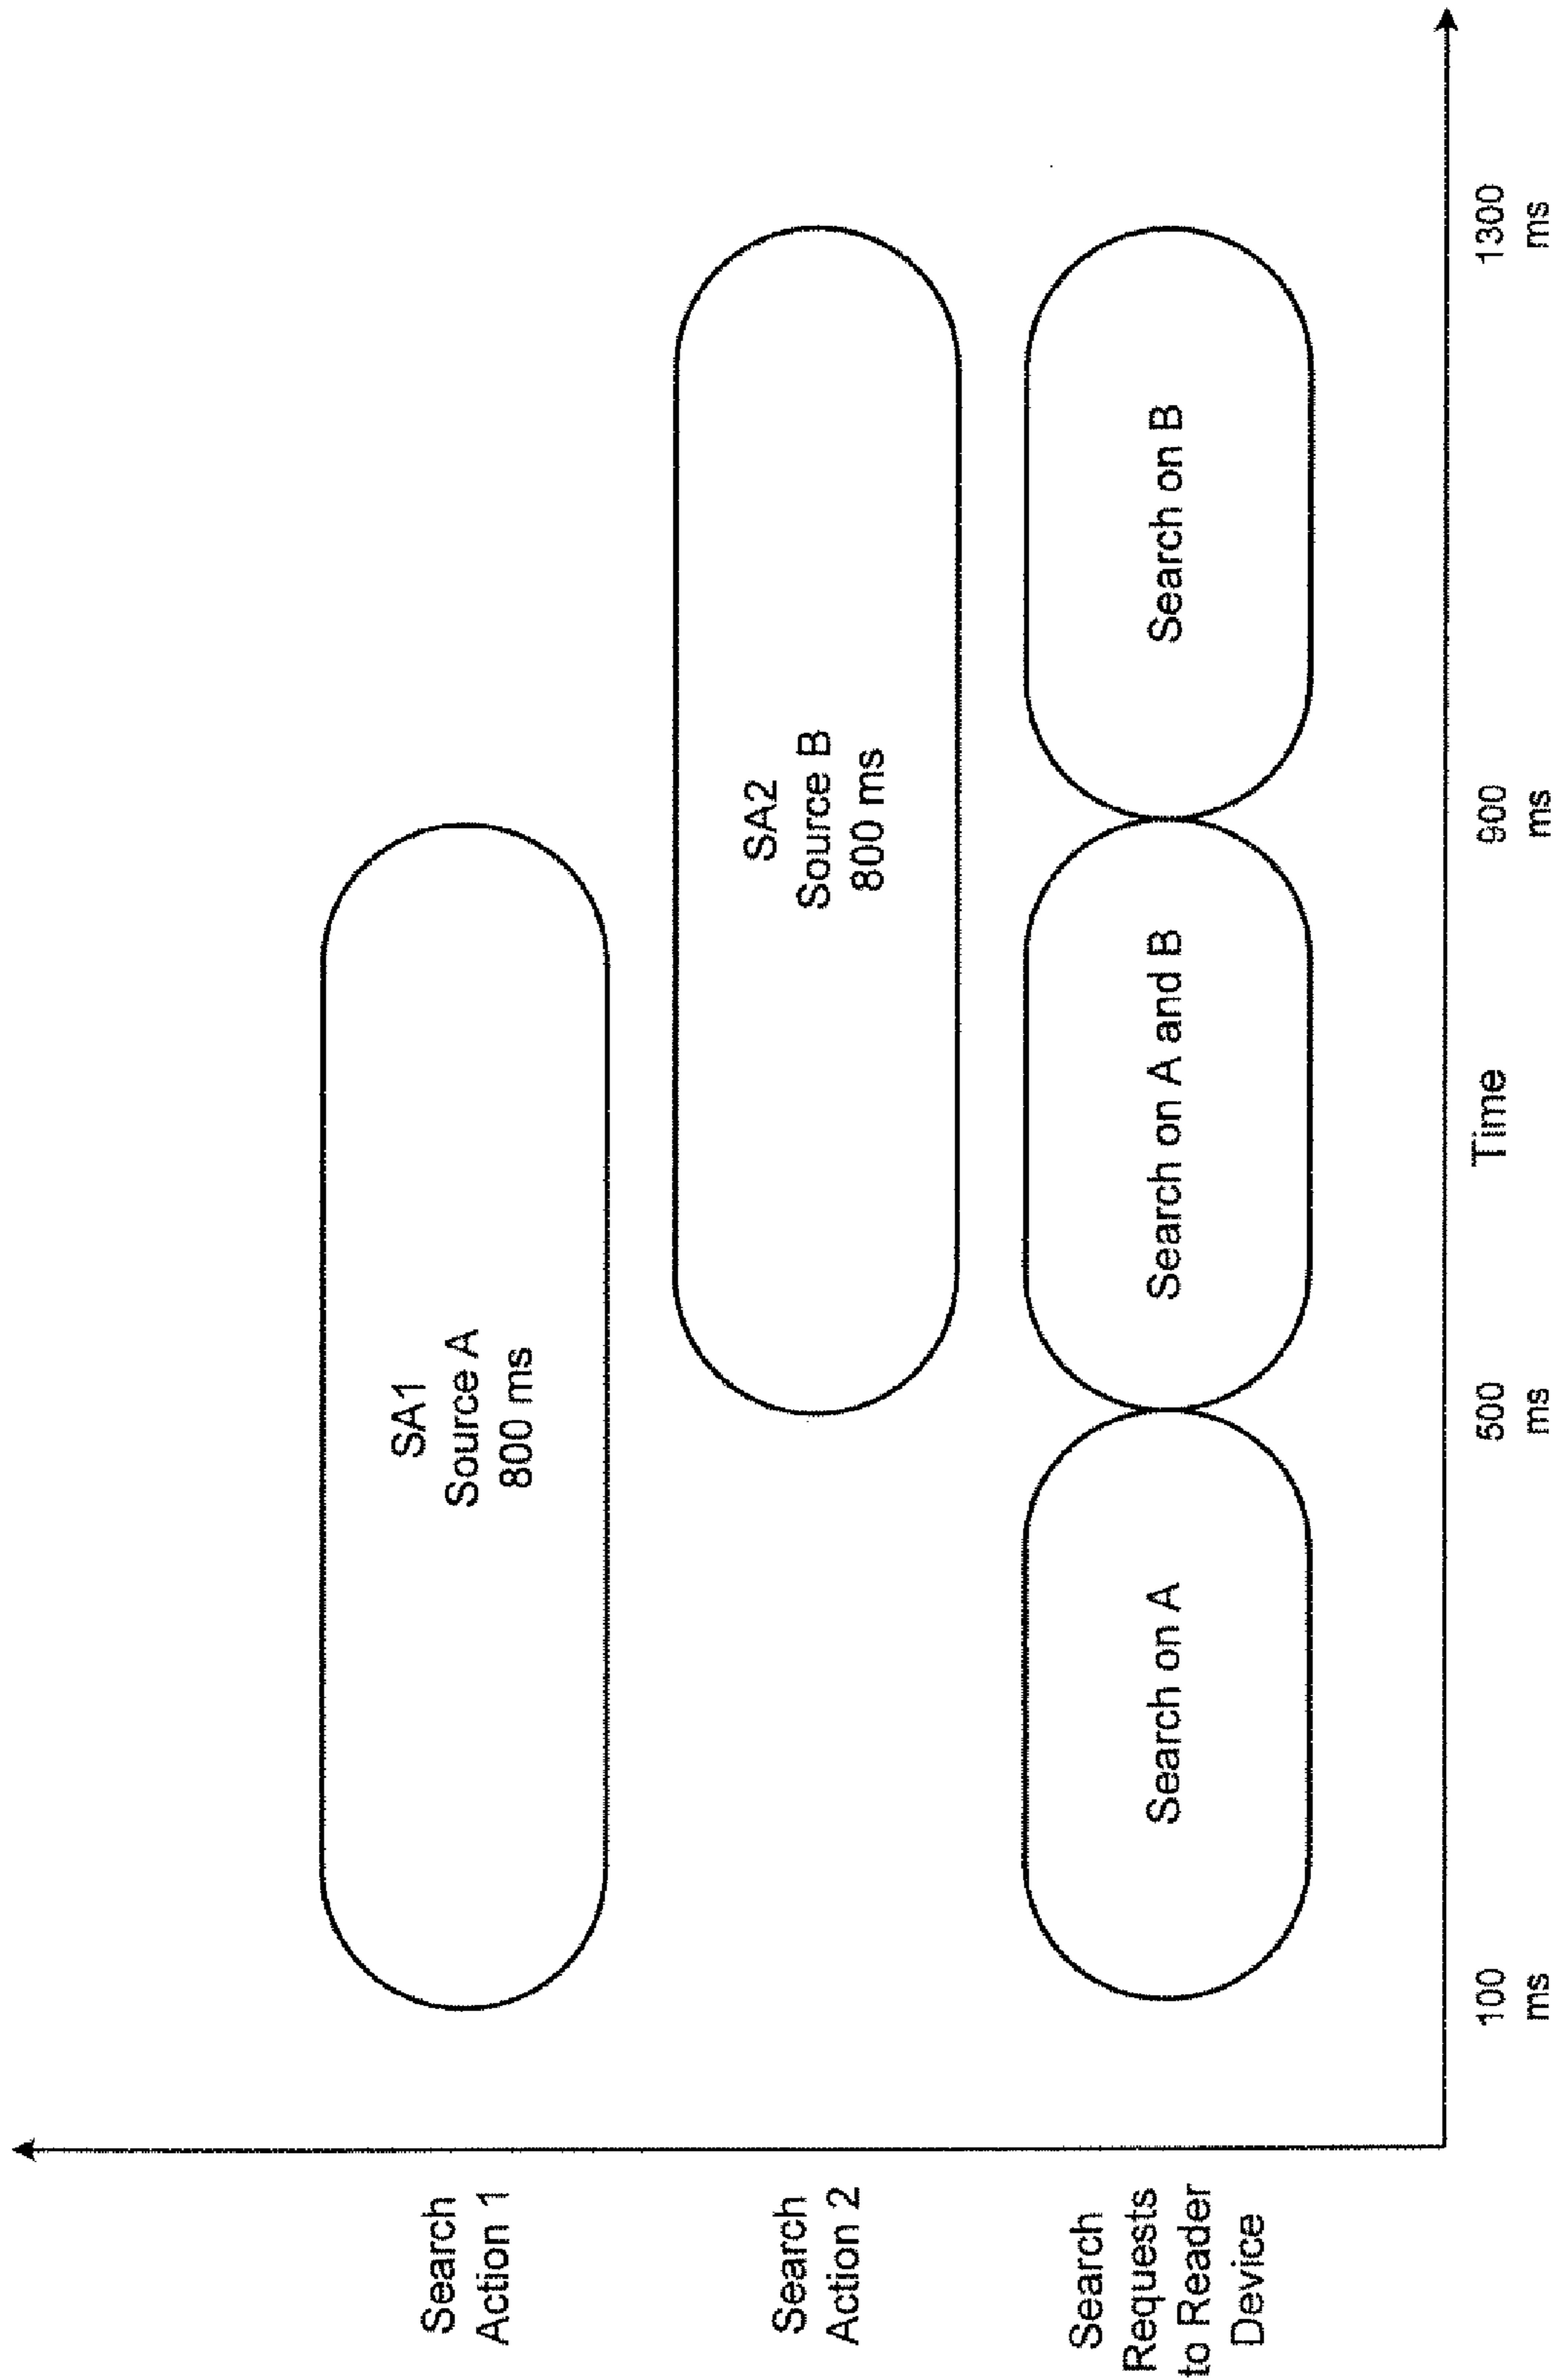 Search
Action 1
SA1
Source A
800 ms
Search
Action 2
SA2
Source B
800 ms
Search
Requests
to Reader
Device
Search on A
Search on A and B
Search on B
100
ms
500
ms
Time
900
ms
1300
ms